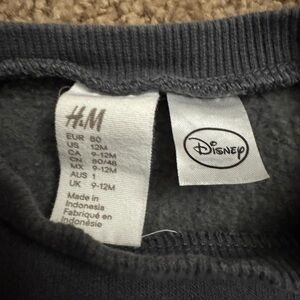 H&M
EUR 80
US 12M
CA 9-12M
CN 80/48
MX 9-12M
AUS 1
UK 9-12M
Made in
Indonesia
Fabriqué en
Indonésie
Disney